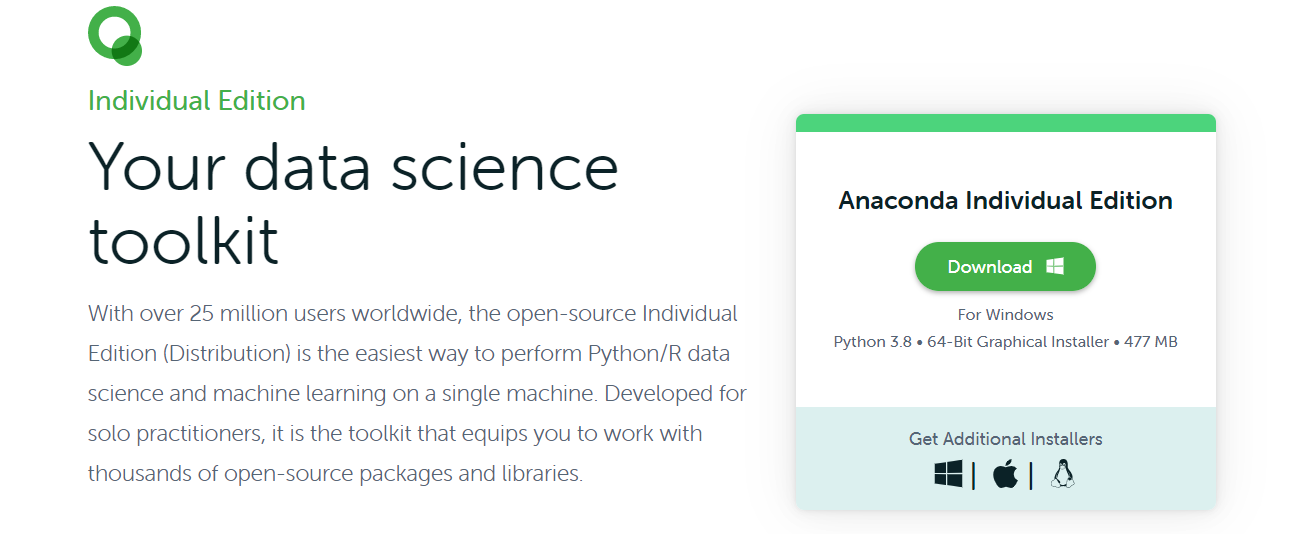 Individual Edition
Your data science
toolkit
With over 25 million users worldwide, the open-source Individual
Edition (Distribution) is the easiest way to perform Python/R data
science and machine learning on a single machine. Developed for
solo practitioners, it is the toolkit that equips you to work with
thousands of open-source packages and libraries.
Anaconda Individual Edition
Download
For Windows
Python 3.8 • 64-Bit Graphical Installer • 477 MB
Get Additional Installers
| |